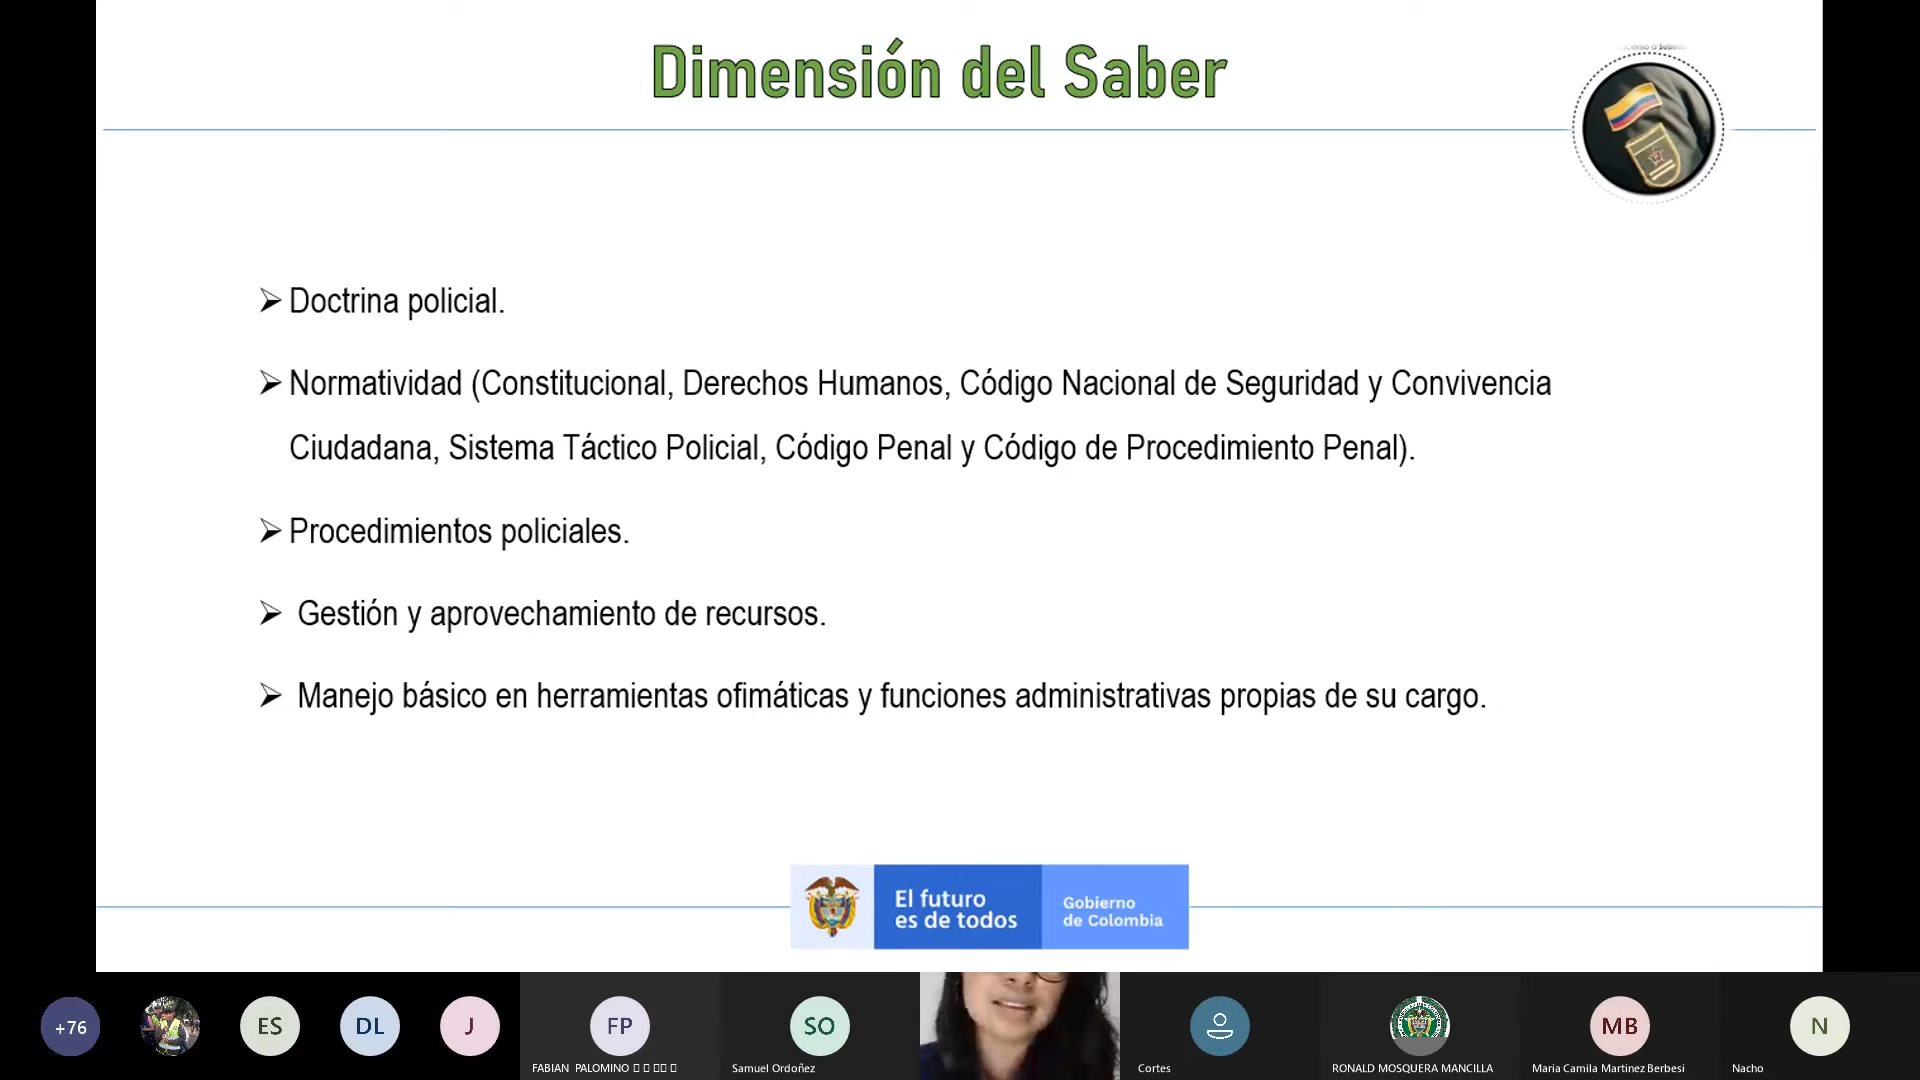 Dimensión del Saber
➢ Doctrina policial.
➢ Normatividad (Constitucional, Derechos Humanos, Código Nacional de Seguridad y Convivencia
Ciudadana, Sistema Táctico Policial, Código Penal y Código de Procedimiento Penal).
➢ Procedimientos policiales.
➢ Gestión y aprovechamiento de recursos.
➢ Manejo básico en herramientas ofimáticas y funciones administrativas propias de su cargo.
El futuro
es de todos
Gobierno
de Colombia
+76
ES
DL
J
FP
SO
MB
N
FABIAN PALOMINO
Samuel Ordoñez
Cortes
RONALD MOSQUERA MANCILLA
Maria Camila Martinez Berbesi
Nacho